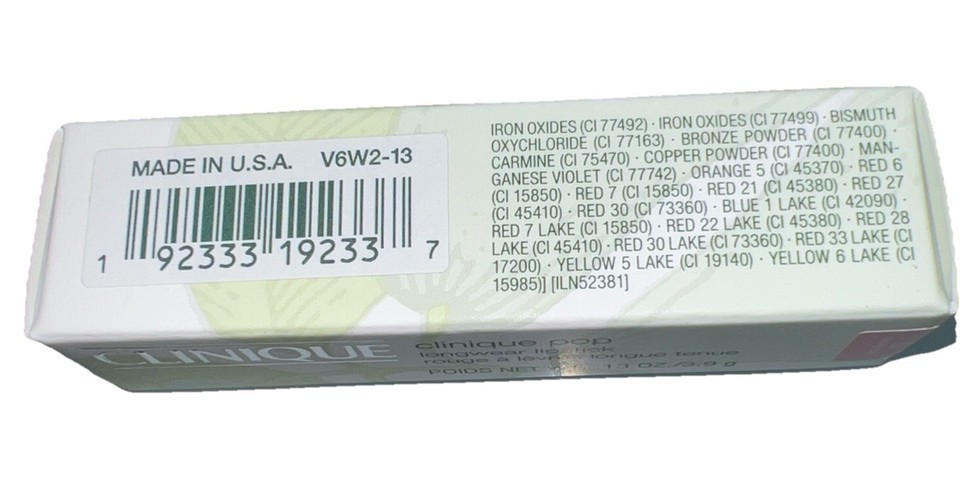 MADE IN U.S.A. V6W2-13
1 92333 19233 7
IRON OXIDES (CI 77492) · IRON OXIDES (CI 77499) · BISMUTH
OXYCHLORIDE (CI 77163) · BRONZE POWDER (CI 77400) ·
CARMINE (CI 75470) · COPPER POWDER (CI 77400) · MAN-
GANESE VIOLET (CI 77742) · ORANGE 5 (CI 45370) · RED 6
(CI 15850) · RED 7 (CI 15850) · RED 21 (CI 45380) · RED 27
(CI 45410) · RED 30 (CI 73360) · BLUE 1 LAKE (CI 42090) ·
RED 7 LAKE (CI 15850) · RED 22 LAKE (CI 45380) · RED 28
LAKE (CI 45410) · RED 30 LAKE (CI 73360) · RED 33 LAKE (CI
17200) · YELLOW 5 LAKE (CI 19140) · YELLOW 6 LAKE (CI
15985)] [ILN52381]
CLINIQUE
clinique pop
longwear lipstick
rouge à lèvres longue tenue
POIDS NET .13 OZ./3.9 g